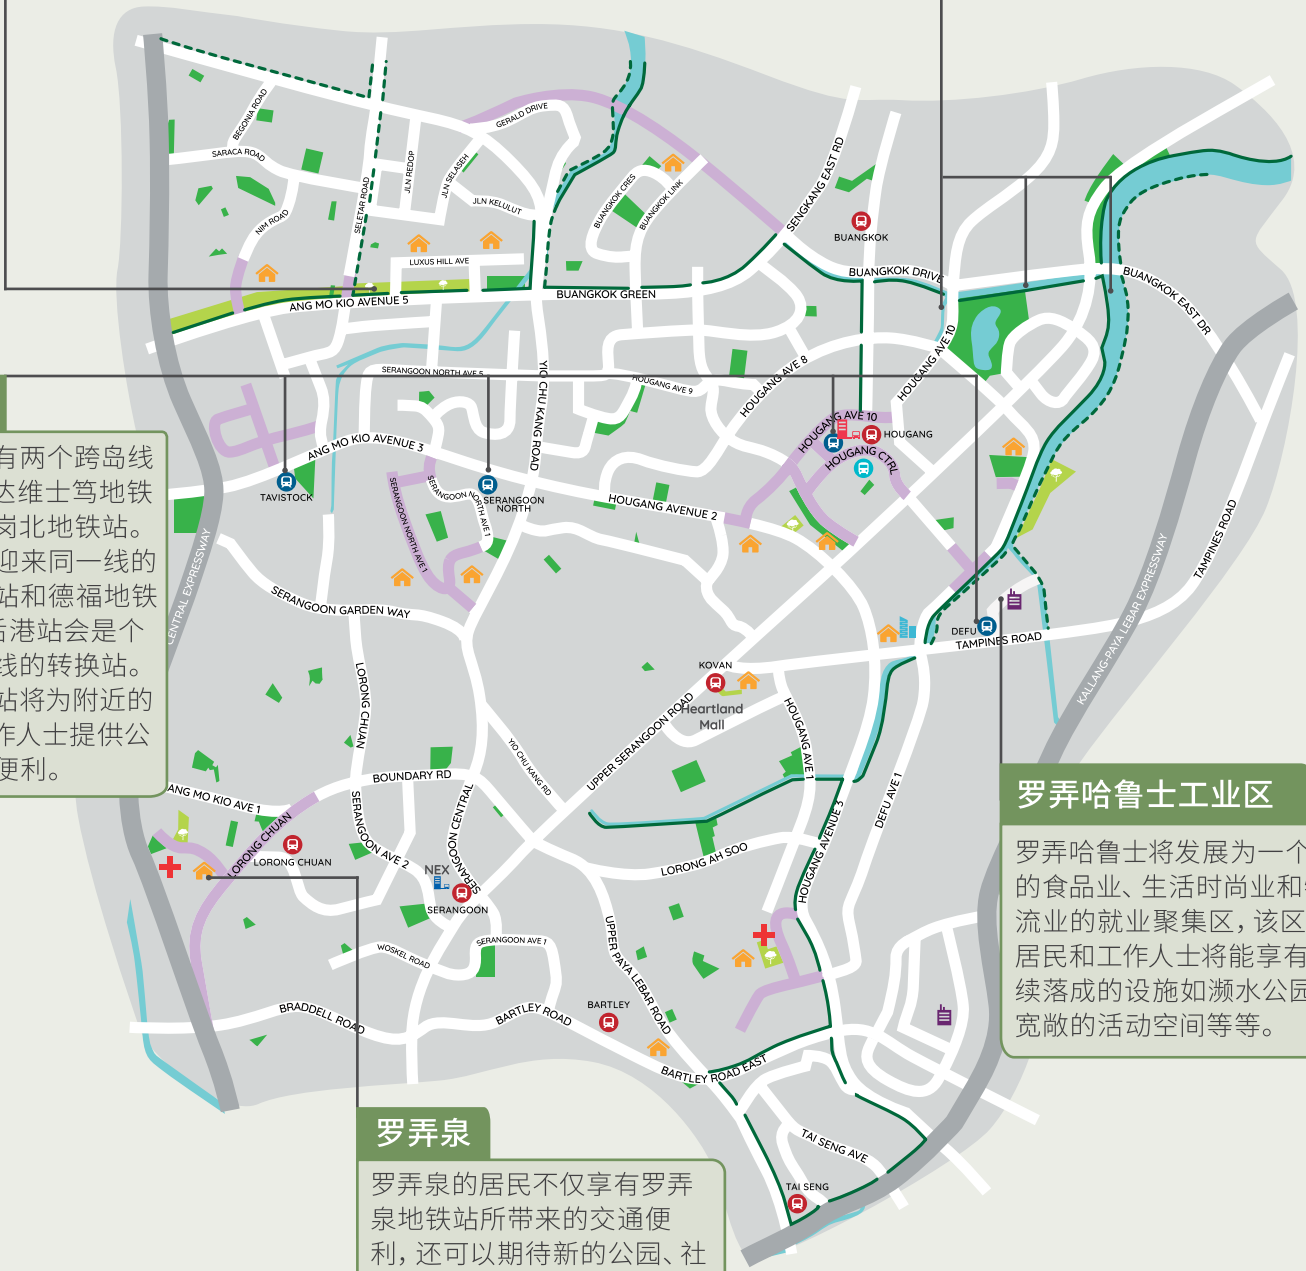 BEGONIA ROAD
SARACA ROAD
NIM ROAD
SELETAR ROAD
JLN REDOP
JLN SELASEH
JLN KELULUT
GERALD DRIVE
LUXUS HILL AVE
BUANGKOK CRES
BUANGKOK LINK
SENGKANG EAST RD
BUANGKOK
BUANGKOK DRIVE
BUANGKOK EAST DR
ANG MO KIO AVENUE 5
BUANGKOK GREEN
SERANGOON NORTH AVE 5
YIO CHU KANG ROAD
HOUGANG AVE 9
HOUGANG AVE 8
HOUGANG AVE 10
HOUGANG AVE 10
HOUGANG
HOUGANG CTRL
ANG MO KIO AVENUE 3
TAVISTOCK
SERANGOON NORTH AVE 1
SERANGOON NORTH AVE 1
SERANGOON
NORTH
HOUGANG AVENUE 2
CENTRAL EXPRESSWAY
KALLANG-PAYA LEBAR EXPRESSWAY
TAMPINES ROAD
SERANGOON GARDEN WAY
DEFU
TAMPINES ROAD
有两个跨岛线
达维士笃地铁
岗北地铁站。
迎来同一线的
站和德福地铁
后港站会是个
线的转换站。
站将为附近的
作人士提供公
便利。
LORONG CHUAN
KOVAN
Heartland
Mall
UPPER SERANGOON ROAD
HOUGANG AVE 1
YIO CHU KANG RD
BOUNDARY RD
ANG MO KIO AVE 1
SERANGOON AVE 2
SERANGOON CENTRAL
HOUGANG AVENUE 3
DEFU AVE 1
LORONG CHUAN
LORONG CHUAN
LORONG AH SOO
NEX
SERANGOON
WOSKEL ROAD
SERANGOON AVE 1
UPPER PAYA LEBAR ROAD
BRADDELL ROAD
BARTLEY ROAD
BARTLEY
BARTLEY ROAD EAST
TAI SENG AVE
TAI SENG
罗弄哈鲁士工业区
罗弄哈鲁士将发展为一个
的食品业、生活时尚业和
流业的就业聚集区，该区
居民和工作人士将能享有
续落成的设施如濒水公园
宽敞的活动空间等等。
罗弄泉
罗弄泉的居民不仅享有罗弄
泉地铁站所带来的交通便
利，还可以期待新的公园、社